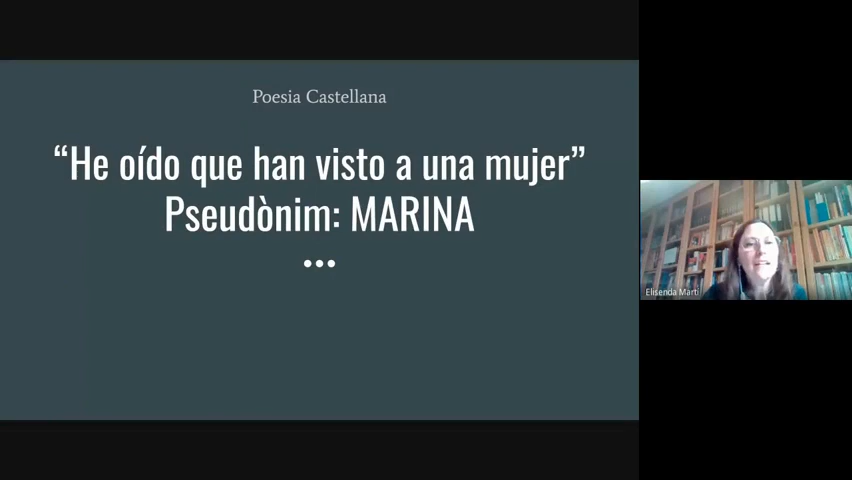 Poesia Castellana
“He oído que han visto a una mujer”
Pseudònim: MARINA
•••
Elisenda Martí